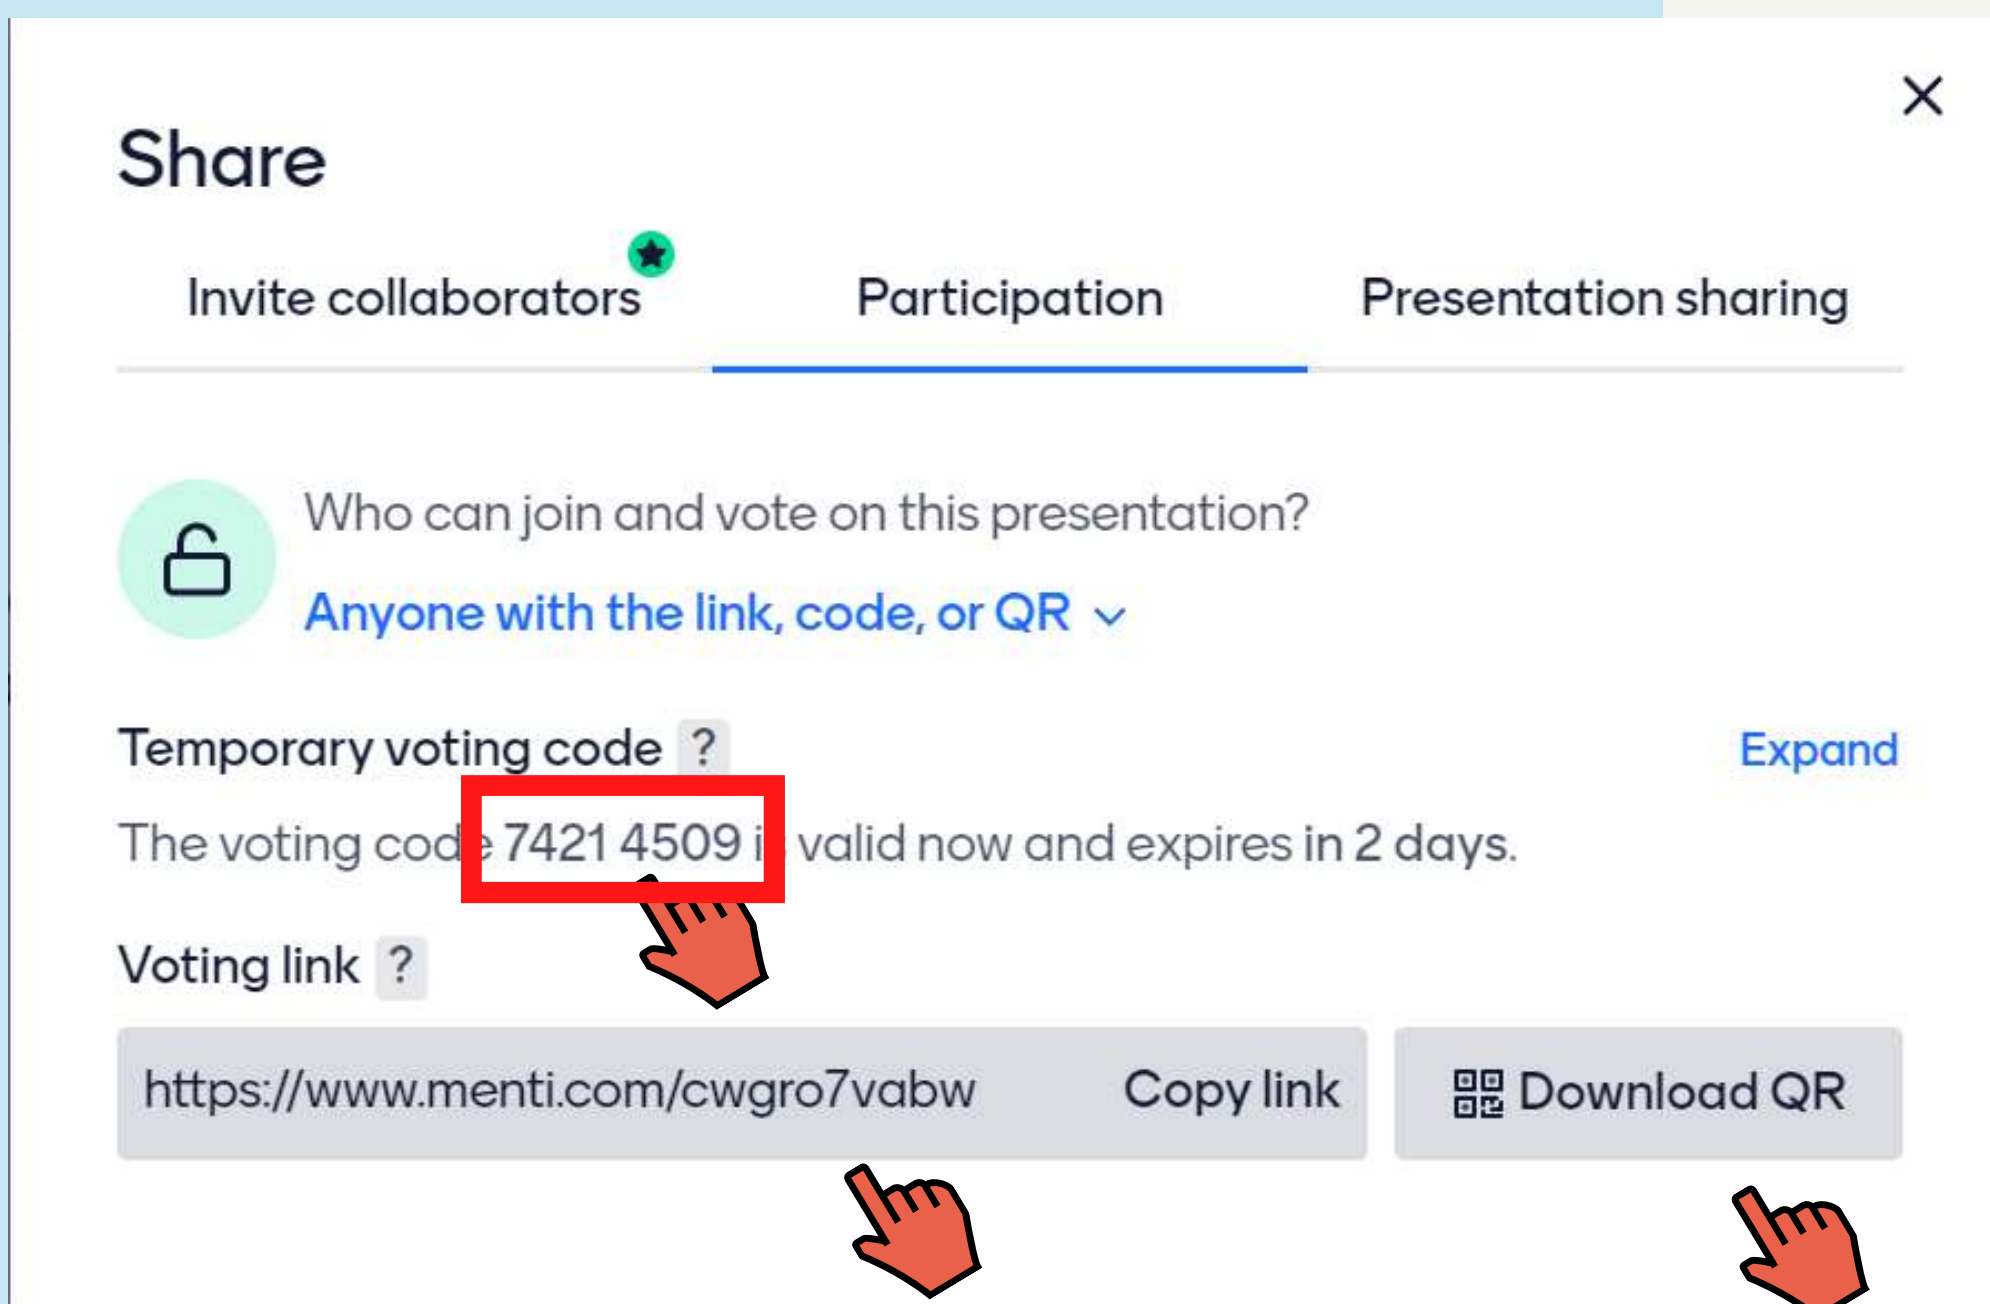 Share
Invite collaborators Participation Presentation sharing
Who can join and vote on this presentation?
Anyone with the link, code, or QR
Temporary voting code ? Expand
The voting code 7421 4509 is valid now and expires in 2 days.
Voting link ?
https://www.menti.com/cwgro7vabw Copy link Download QR